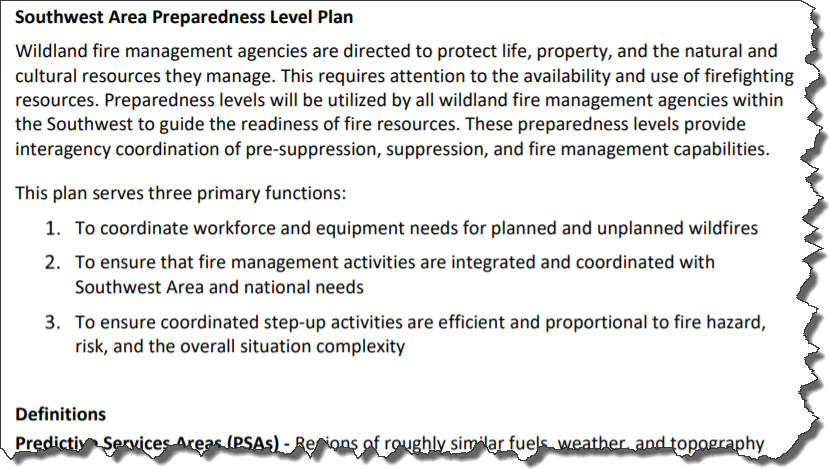 Southwest Area Preparedness Level Plan
Wildland fire management agencies are directed to protect life, property, and the natural and
cultural resources they manage. This requires attention to the availability and use of firefighting
resources. Preparedness levels will be utilized by all wildland fire management agencies within
the Southwest to guide the readiness of fire resources. These preparedness levels provide
interagency coordination of pre-suppression, suppression, and fire management capabilities.
This plan serves three primary functions:
1. To coordinate workforce and equipment needs for planned and unplanned wildfires
2. To ensure that fire management activities are integrated and coordinated with
Southwest Area and national needs
3. To ensure coordinated step-up activities are efficient and proportional to fire hazard,
risk, and the overall situation complexity
Definitions
Predictive Services Areas (PSAs) - Regions of roughly similar fuels, weather, and topography